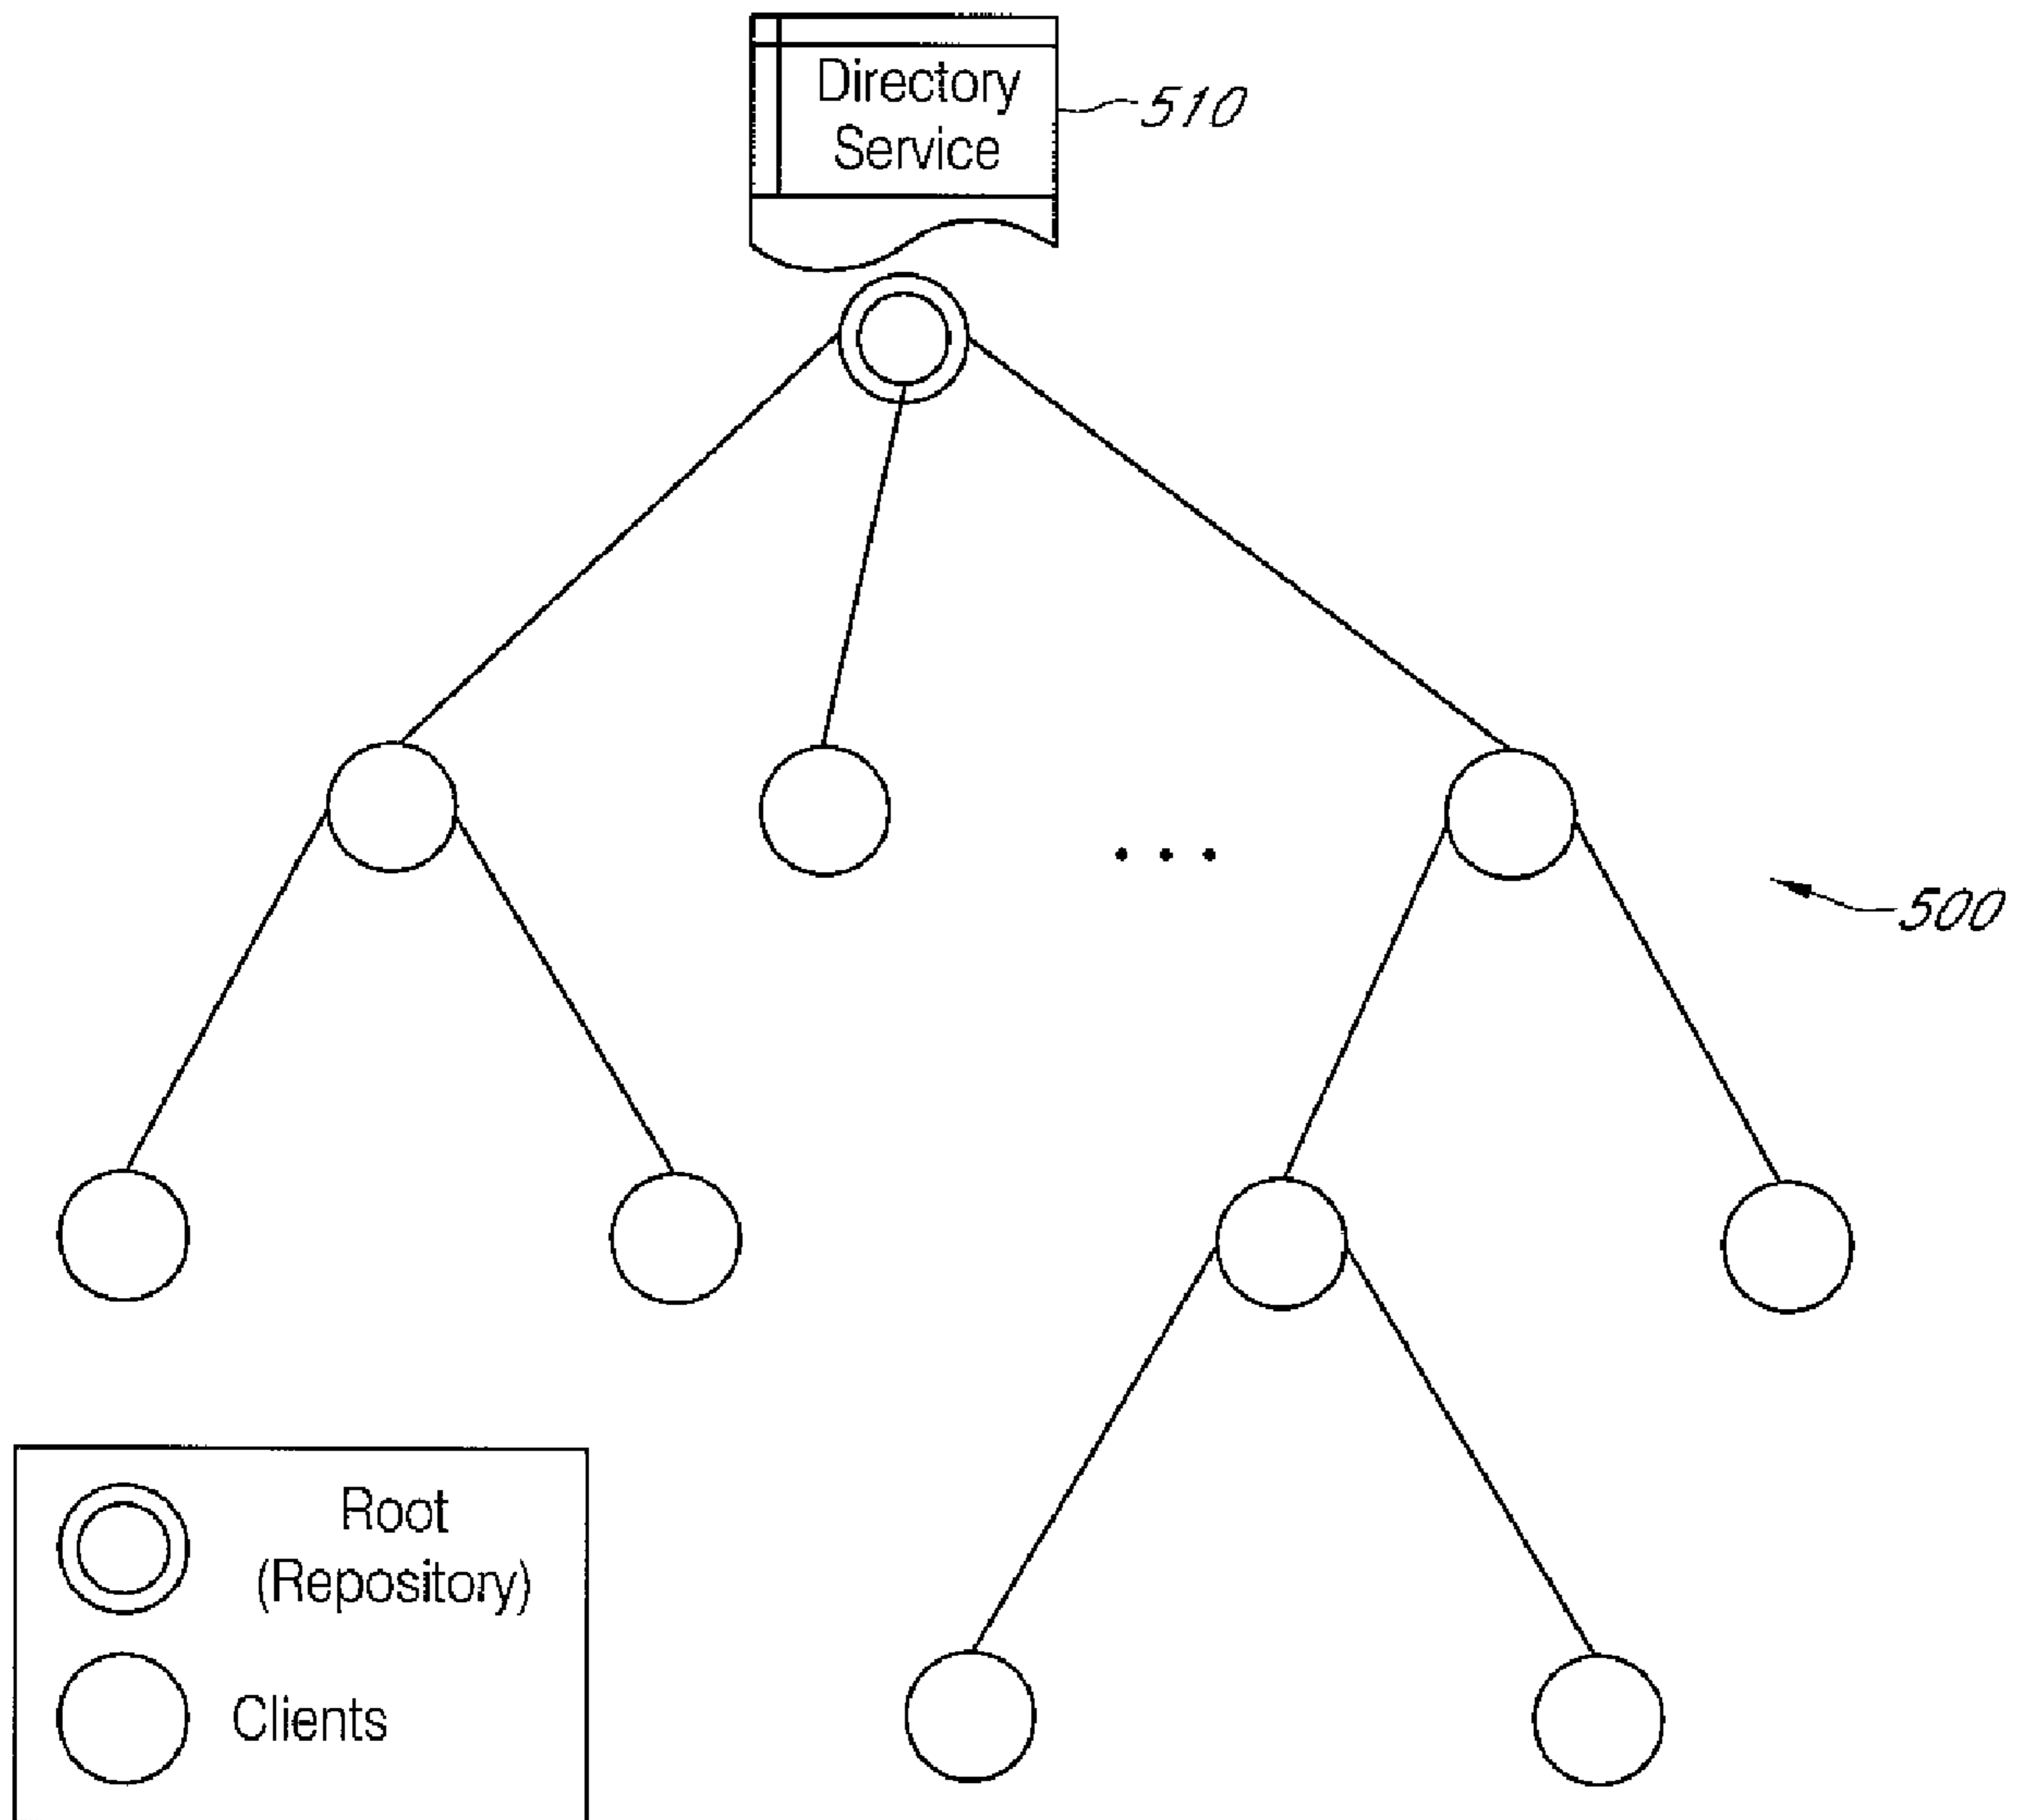 Directory
Service
510
. . .
500
Root
(Repository)
Clients